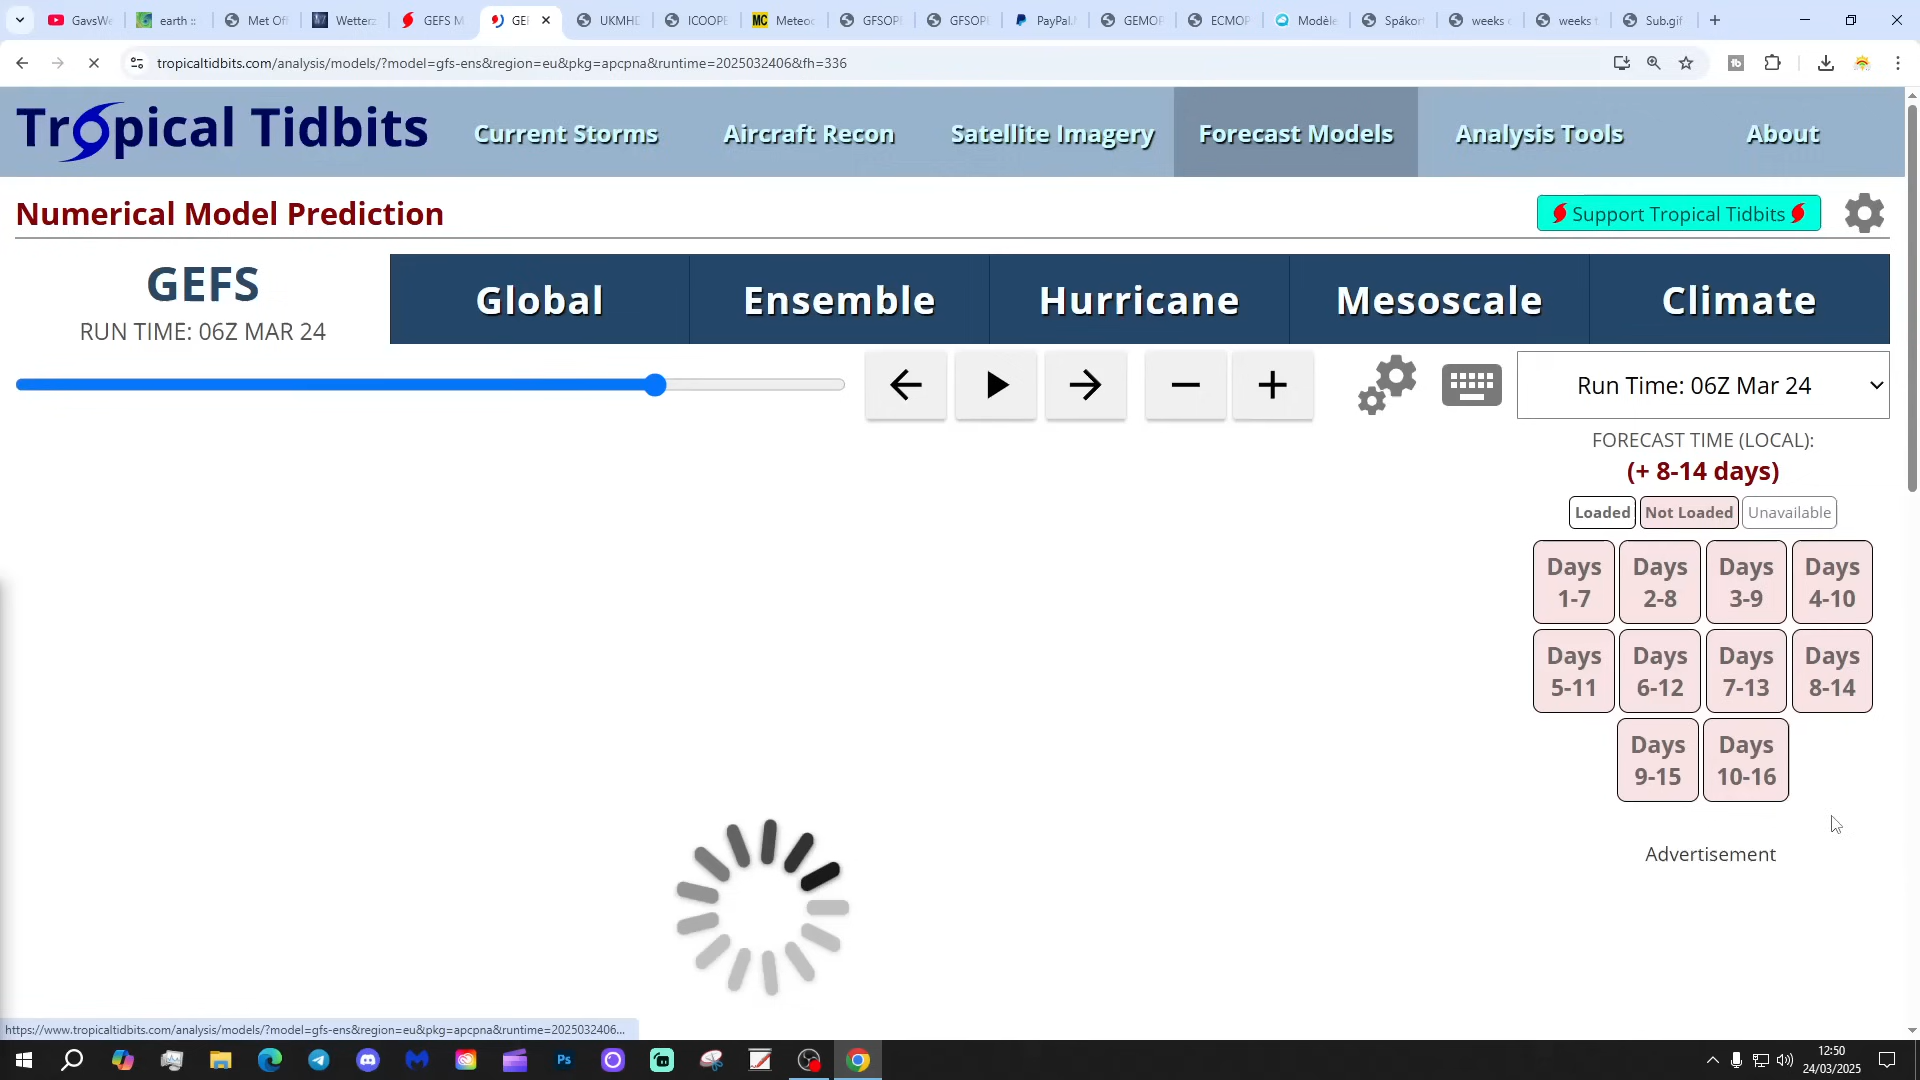 GavsWe
earth ::
Met Off
Wetterz
GEFS M
GEF
UKMHD
ICOOPE
Meteoc
GFSOPE
GFSOPE
PayPal.M
GEMOP
ECMOP
Modèle
Spákort
weeks
weeks t
Sub.gif
tropicaltidbits.com/analysis/models/?model=gfs-ens&region=eu&pkg=apcpna&runtime=2025032406&fh=336
Tropical Tidbits
Current Storms
Aircraft Recon
Satellite Imagery
Forecast Models
Analysis Tools
About
Numerical Model Prediction
Support Tropical Tidbits
GEFS
RUN TIME: 06Z MAR 24
Global
Ensemble
Hurricane
Mesoscale
Climate
Run Time: 06Z Mar 24
FORECAST TIME (LOCAL):
(+ 8-14 days)
Loaded
Not Loaded
Unavailable
Days 1-7
Days 2-8
Days 3-9
Days 4-10
Days 5-11
Days 6-12
Days 7-13
Days 8-14
Days 9-15
Days 10-16
Advertisement
https://www.tropicaltidbits.com/analysis/models/?model=gfs-ens&region=eu&pkg=apcpna&runtime=2025032406...
12:50
24/03/2025